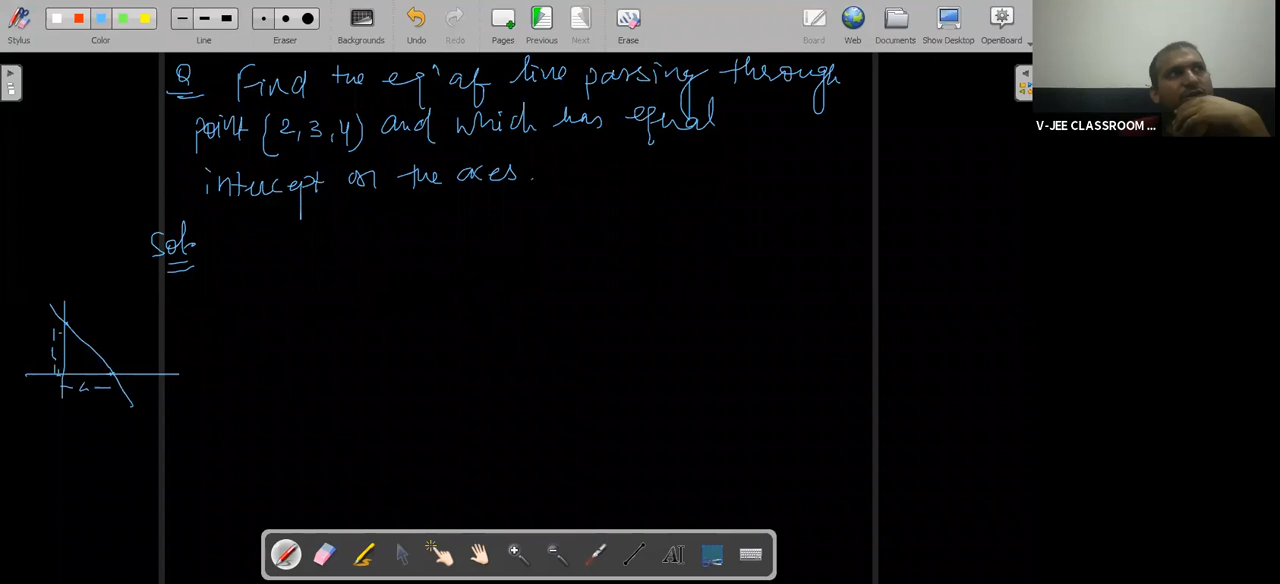 Stylus
Color
Line
Eraser
Backgrounds
Undo
Redo
Pages
Previous
Next
Erase
Board
Web
Documents
Show Desktop
OpenBoard
V-JEE CLASSROOM ...
Q Find the eqn of line passing through
point (2, 3, 4) and which has equal
intercept on the axes.
Sol
AI